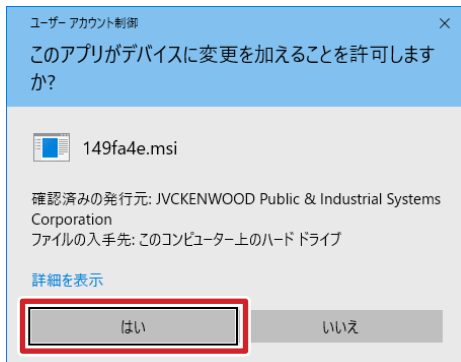 ユーザー アカウント制御
このアプリがデバイスに変更を加えることを許可します
か?
149fa4e.msi
確認済みの発行元: JVCKENWOOD Public & Industrial Systems
Corporation
ファイルの入手先: このコンピューター上のハード ドライブ
詳細を表示
はい
いいえ